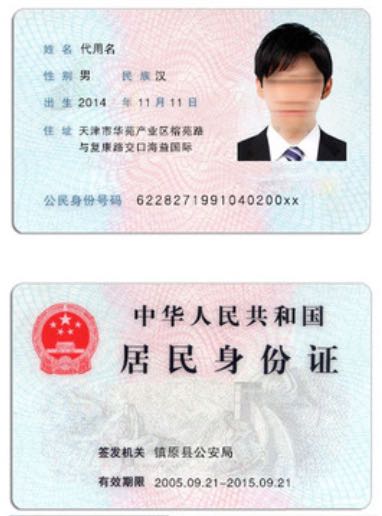 姓名 代用名
性别 男 民族 汉
出生 2014 年 11 月 11 日
住址 天津市华苑产业区榕苑路
与复康路交口海益国际
公民身份号码 6228271991040200xx
中华人民共和国
居民身份证
签发机关 镇原县公安局
有效期限 2005.09.21-2015.09.21